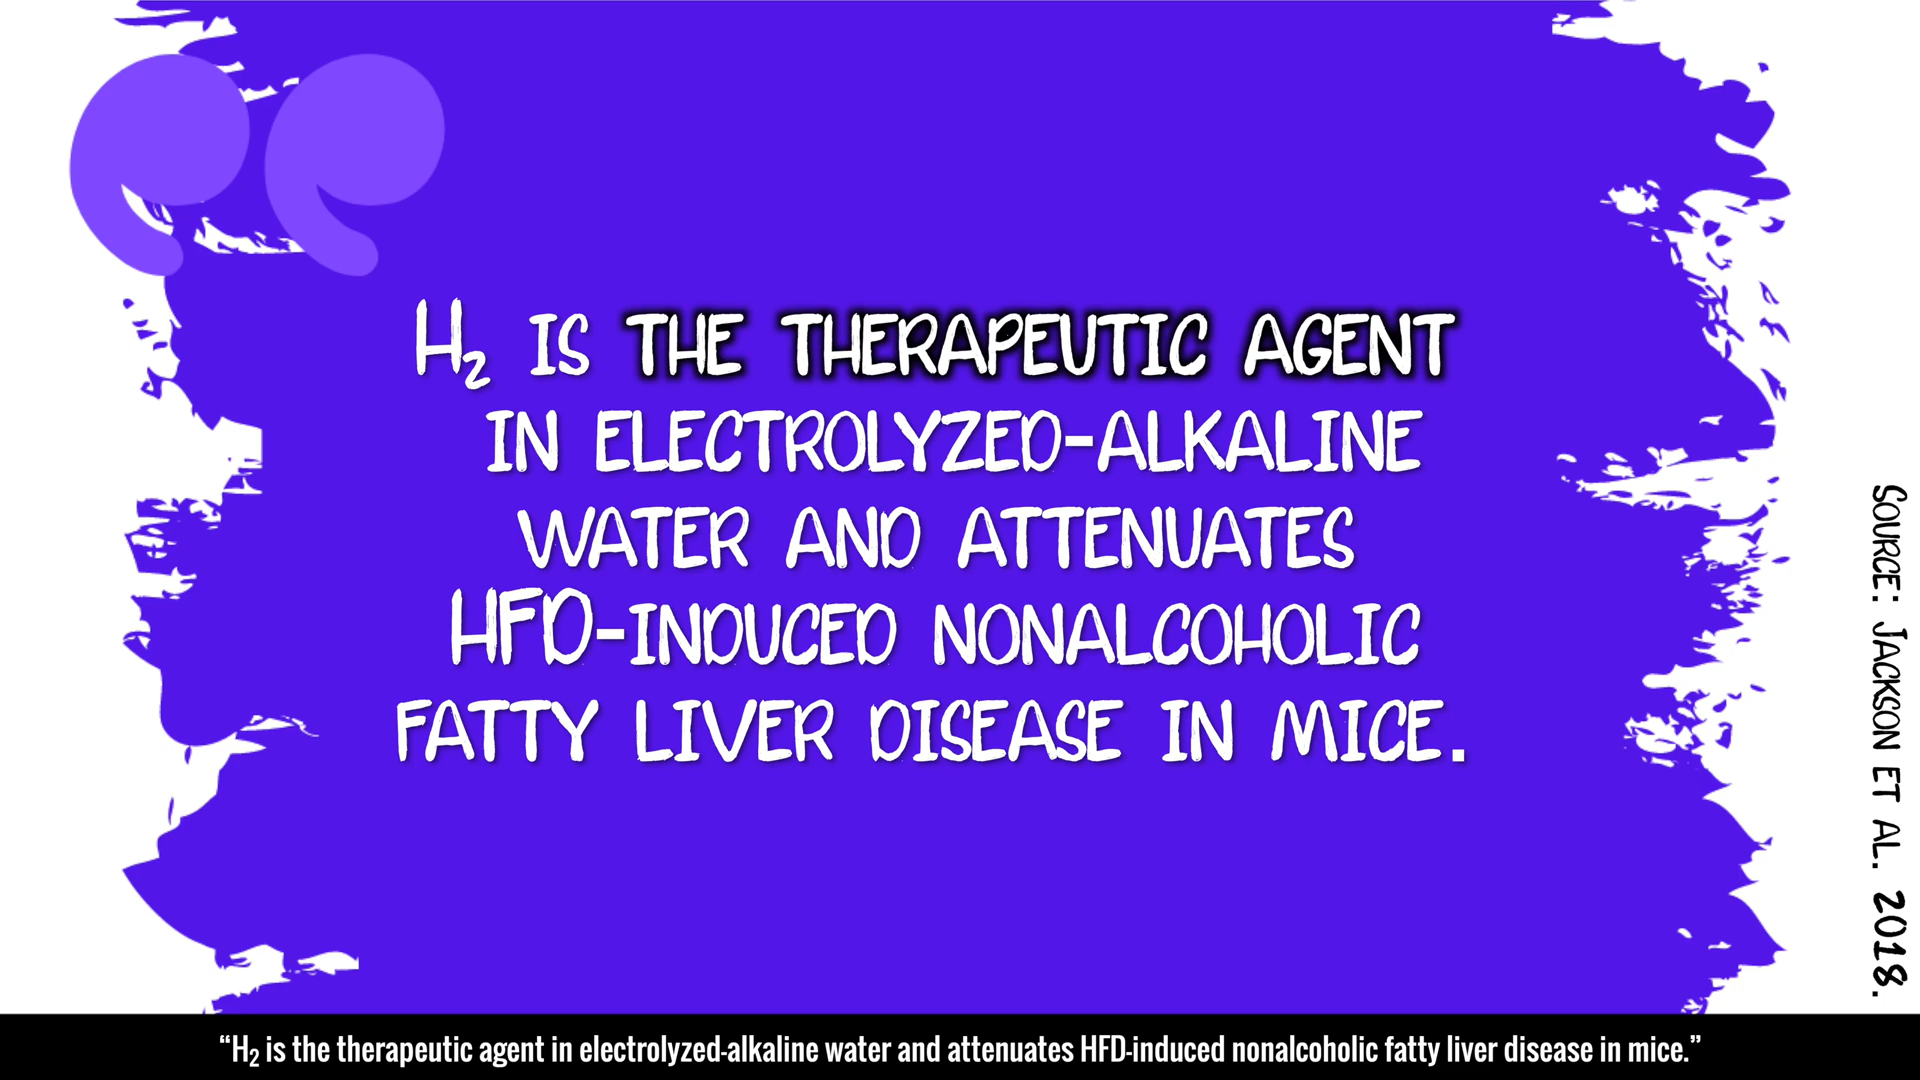 H₂ IS THE THERAPEUTIC AGENT
IN ELECTROLYZED-ALKALINE
WATER AND ATTENUATES
HFD-INDUCED NONALCOHOLIC
FATTY LIVER DISEASE IN MICE.
SOURCE: JACKSON ET AL. 2018.
“H₂ is the therapeutic agent in electrolyzed-alkaline water and attenuates HFD-induced nonalcoholic fatty liver disease in mice.”